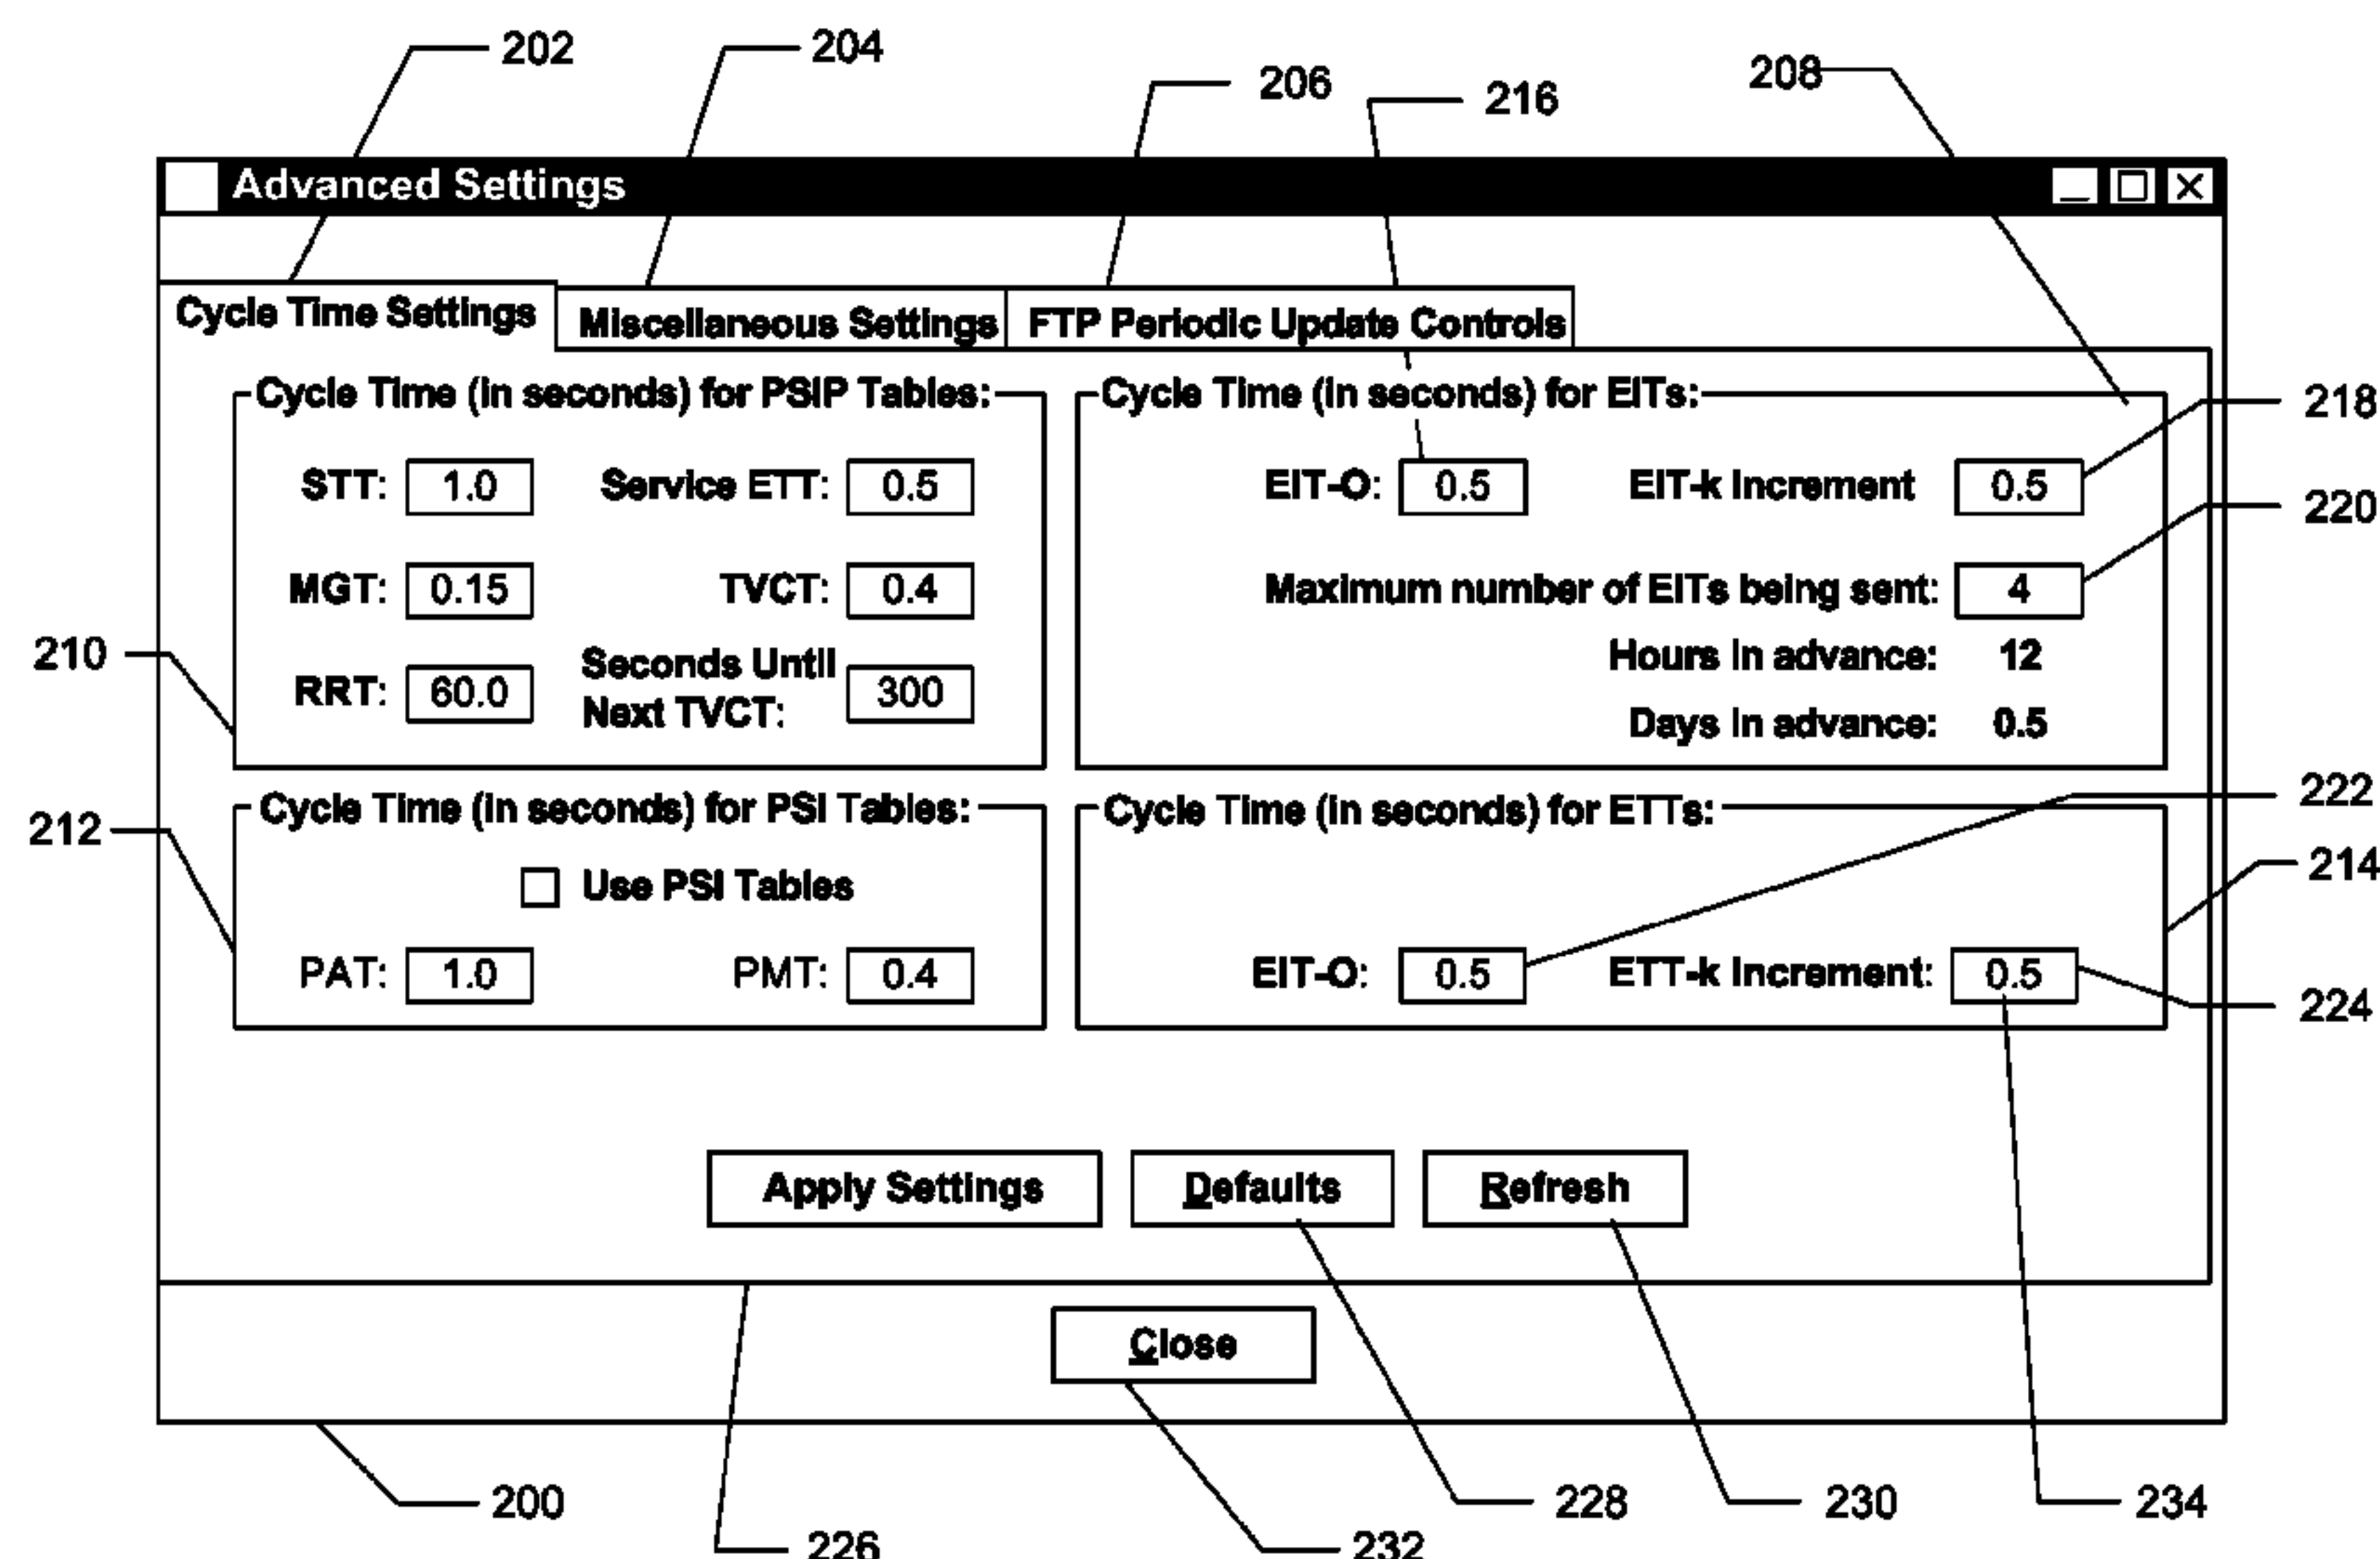 202
204
206
216
208
Advanced Settings
Cycle Time Settings
Miscellaneous Settings
FTP Periodic Update Controls
Cycle Time (in seconds) for PSIP Tables:
STT: 1.0 Service ETT: 0.5
MGT: 0.15 TVCT: 0.4
RRT: 60.0 Seconds Until
Next TVCT: 300
Cycle Time (in seconds) for EITs:
EIT-O: 0.5 EIT-k Increment 0.5
Maximum number of EITs being sent: 4
Hours in advance: 12
Days in advance: 0.5
218
220
210
212
Cycle Time (in seconds) for PSI Tables:
Use PSI Tables
PAT: 1.0 PMT: 0.4
Cycle Time (in seconds) for ETTs:
EIT-O: 0.5 ETT-k Increment: 0.5
222
214
224
Apply Settings
Defaults
Refresh
Close
200
226
232
228
230
234